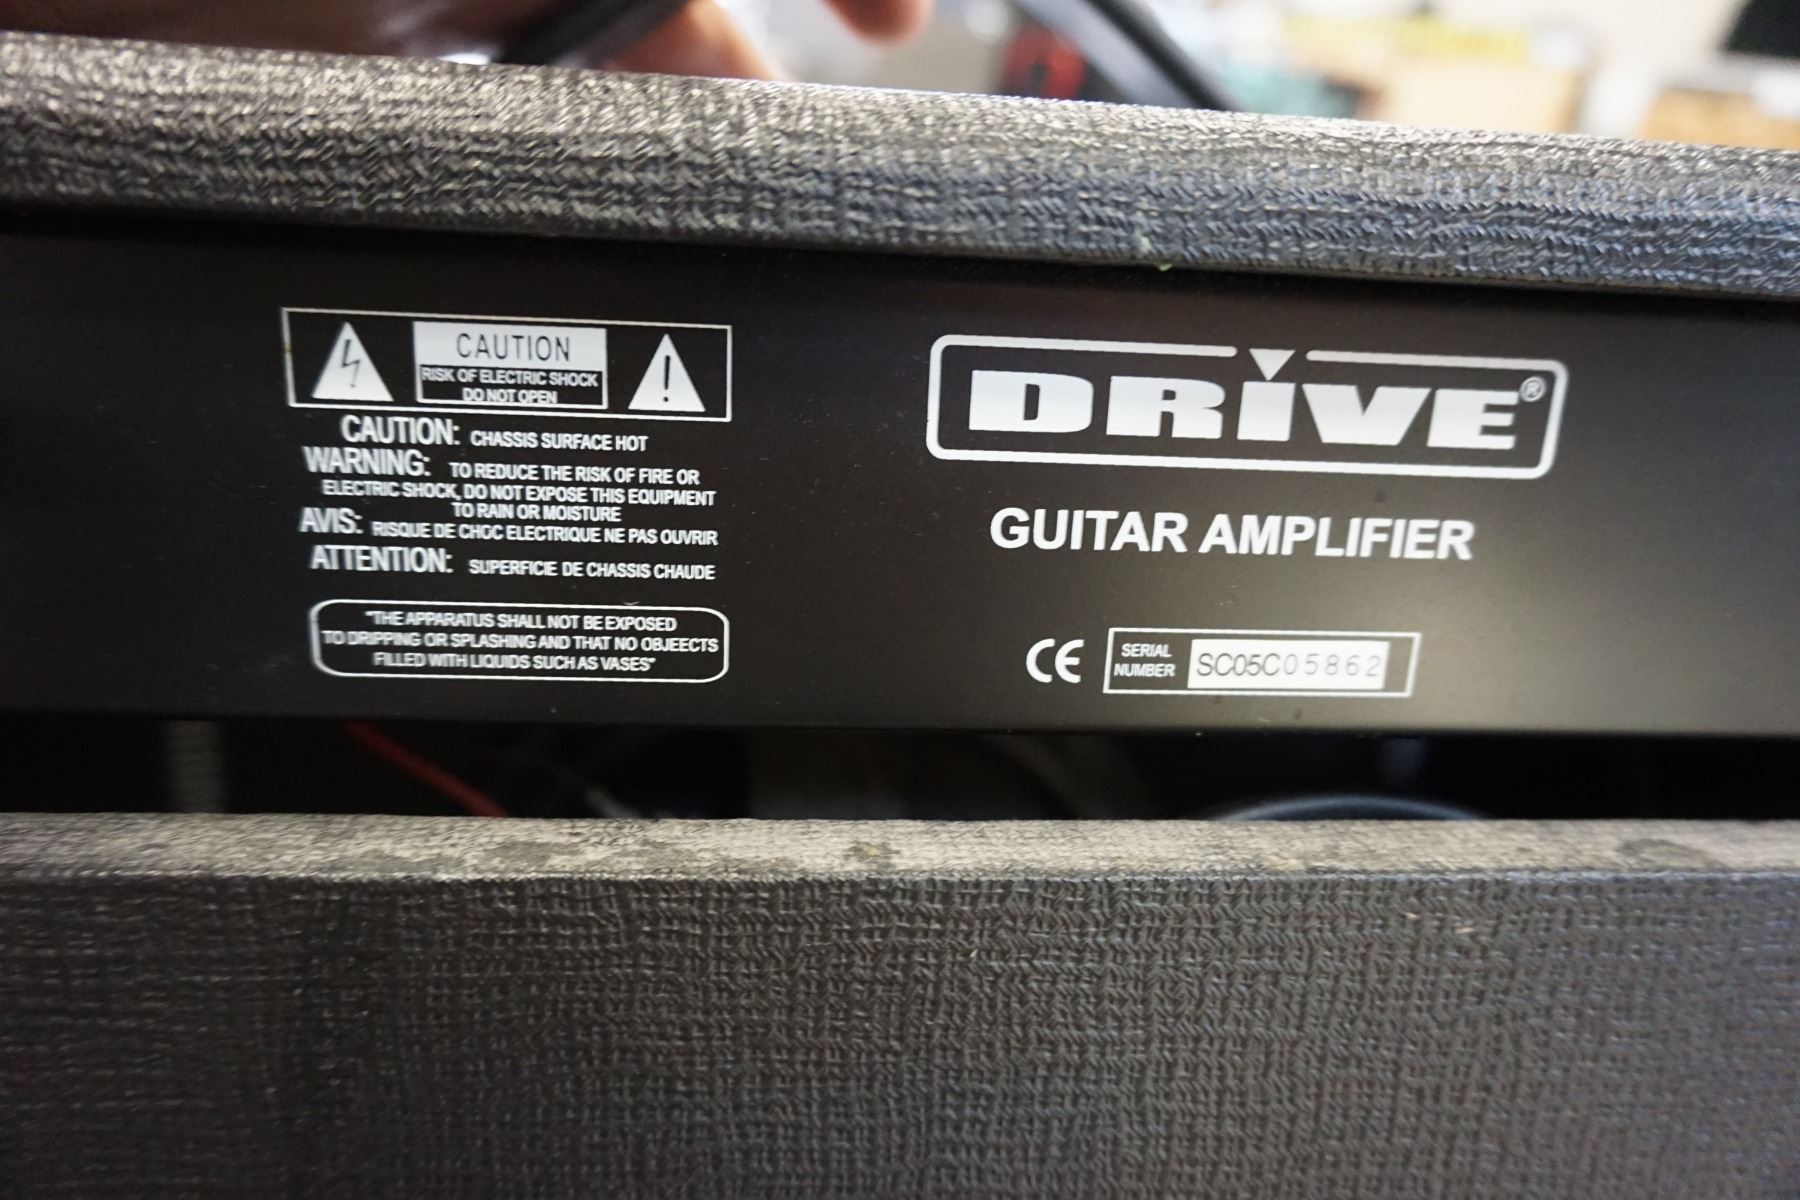 CAUTION
RISK OF ELECTRIC SHOCK
DO NOT OPEN
CAUTION: CHASSIS SURFACE HOT
WARNING: TO REDUCE THE RISK OF FIRE OR
ELECTRIC SHOCK, DO NOT EXPOSE THIS EQUIPMENT
TO RAIN OR MOISTURE
AVIS: RISQUE DE CHGC ELECTRIQUE NE PAS OUVRIR
ATTENTION: SUPERFICIE DE CHASSIS CHAUDE
"THE APPARATUS SHALL NOT BE EXPOSED
TO DRIPPING OR SPLASHING AND THAT NO OBJEECTS
FILLED WITH LIQUIDS SUCH AS VASES"
DRiVE®
GUITAR AMPLIFIER
CE
SERIAL
NUMBER
SC05C05862